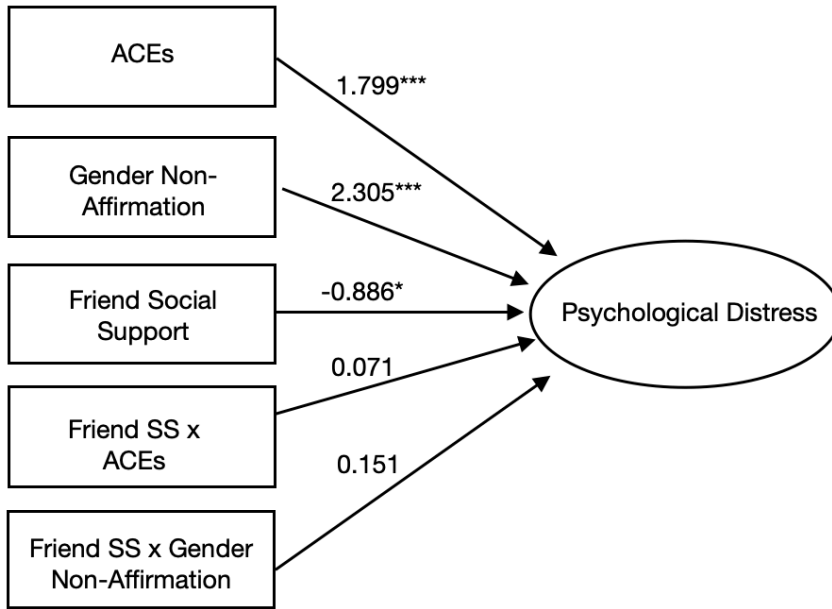 ACEs
1.799***
Gender Non-
Affirmation
2.305***
Friend Social
Support
-0.886*
Psychological Distress
Friend SS x
ACEs
0.071
Friend SS x Gender
Non-Affirmation
0.151